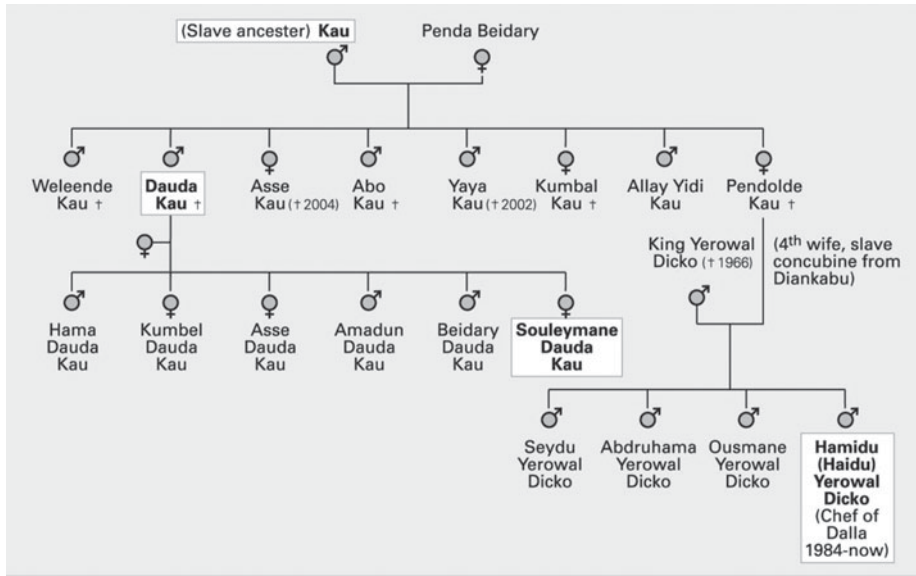 (Slave ancester) Kau
Penda Beidary
Weleende
Kau †
Dauda
Kau †
Asse
Kau (†2004)
Abo
Kau †
Yaya
Kau (†2002)
Kumbal
Kau †
Allay Yidi
Kau
Pendolde
Kau †
King Yerowal
Dicko (†1966)
(4th wife, slave
concubine from
Diankabu)
Hama
Dauda
Kau
Kumbel
Dauda
Kau
Asse
Dauda
Kau
Amadun
Dauda
Kau
Beidary
Dauda
Kau
Souleymane
Dauda
Kau
Seydu
Yerowal
Dicko
Abdruhama
Yerowal
Dicko
Ousmane
Yerowal
Dicko
Hamidu
(Haidu)
Yerowal
Dicko
(Chef of
Dalla
1984-now)